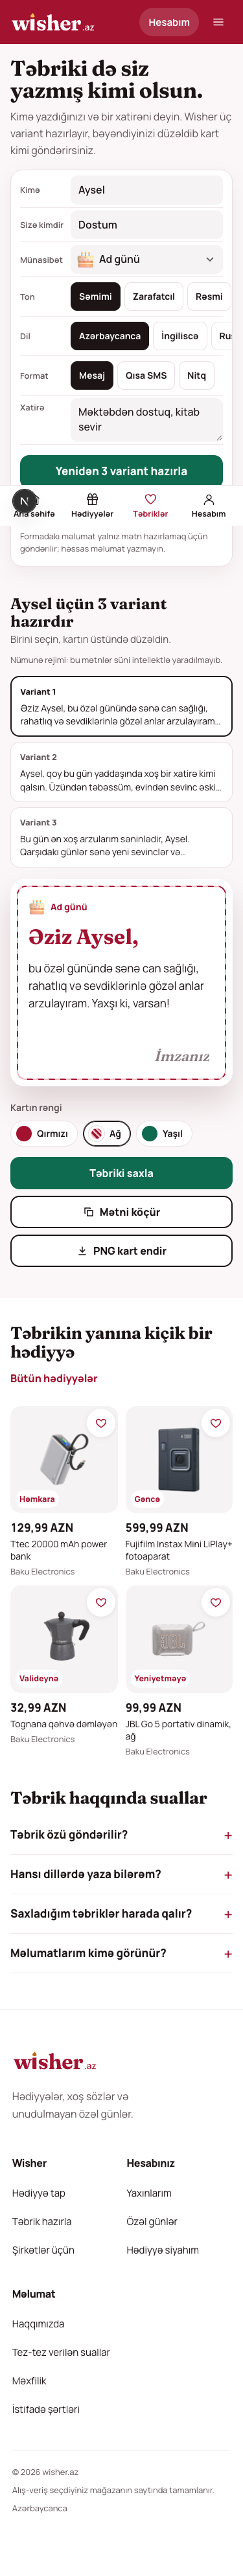 wisher.az
Hesabım
Təbriki də siz
yazmış kimi olsun.
Kimə yazdığınızı və bir xatirəni deyin. Wisher üç
variant hazırlayır, bəyəndiyinizi düzəldib kart
kimi göndərirsiniz.
Kimə
Aysel
Sizə kimdir
Dostum
Münasibət
Ad günü
Ton
Səmimi
Zarafatcıl
Rəsmi
Dil
Azərbaycanca
İngiliscə
Rus
Format
Mesaj
Qısa SMS
Nitq
Xatirə
Məktəbdən dostuq, kitab
sevir
Yenidən 3 variant hazırla
N
Ana səhifə
Hədiyyələr
Təbriklər
Hesabım
Formadakı məlumat yalnız mətn hazırlamaq üçün
göndərilir; həssas məlumat yazmayın.
Aysel üçün 3 variant
hazırdır
Birini seçin, kartın üstündə düzəldin.
Nümunə rejimi: bu mətnlər süni intellektlə yaradılmayıb.
Variant 1
Əziz Aysel, bu özəl günündə sənə can sağlığı,
rahatlıq və sevdiklərinlə gözəl anlar arzulayıram...
Variant 2
Aysel, qoy bu gün yaddaşında xoş bir xatirə kimi
qalsın. Üzündən təbəssüm, evindən sevinc əski...
Variant 3
Bu gün ən xoş arzularım səninlədir, Aysel.
Qarşıdakı günlər sənə yeni sevinclər və...
Ad günü
Əziz Aysel,
bu özəl günündə sənə can sağlığı,
rahatlıq və sevdiklərinlə gözəl anlar
arzulayıram. Yaxşı ki, varsan!
İmzanız
Kartın rəngi
Qırmızı
Ağ
Yaşıl
Təbriki saxla
Mətni köçür
PNG kart endir
Təbrikin yanına kiçik bir
hədiyyə
Bütün hədiyyələr
Həmkara
Gəncə
129,99 AZN
Ttec 20000 mAh power
bank
Baku Electronics
599,99 AZN
Fujifilm Instax Mini LiPlay+
fotoaparat
Baku Electronics
Valideynə
JBL
Yeniyetməyə
32,99 AZN
Tognana qəhvə dəmləyən
Baku Electronics
99,99 AZN
JBL Go 5 portativ dinamik,
ağ
Baku Electronics
Təbrik haqqında suallar
Təbrik özü göndərilir?
+
Hansı dillərdə yaza bilərəm?
+
Saxladığım təbriklər harada qalır?
+
Məlumatlarım kimə görünür?
+
wisher.az
Hədiyyələr, xoş sözlər və
unudulmayan özəl günlər.
Wisher
Hədiyyə tap
Təbrik hazırla
Şirkətlər üçün
Hesabınız
Yaxınlarım
Özəl günlər
Hədiyyə siyahım
Məlumat
Haqqımızda
Tez-tez verilən suallar
Məxfilik
İstifadə şərtləri
© 2026 wisher.az
Alış-veriş seçdiyiniz mağazanın saytında tamamlanır.
Azərbaycanca